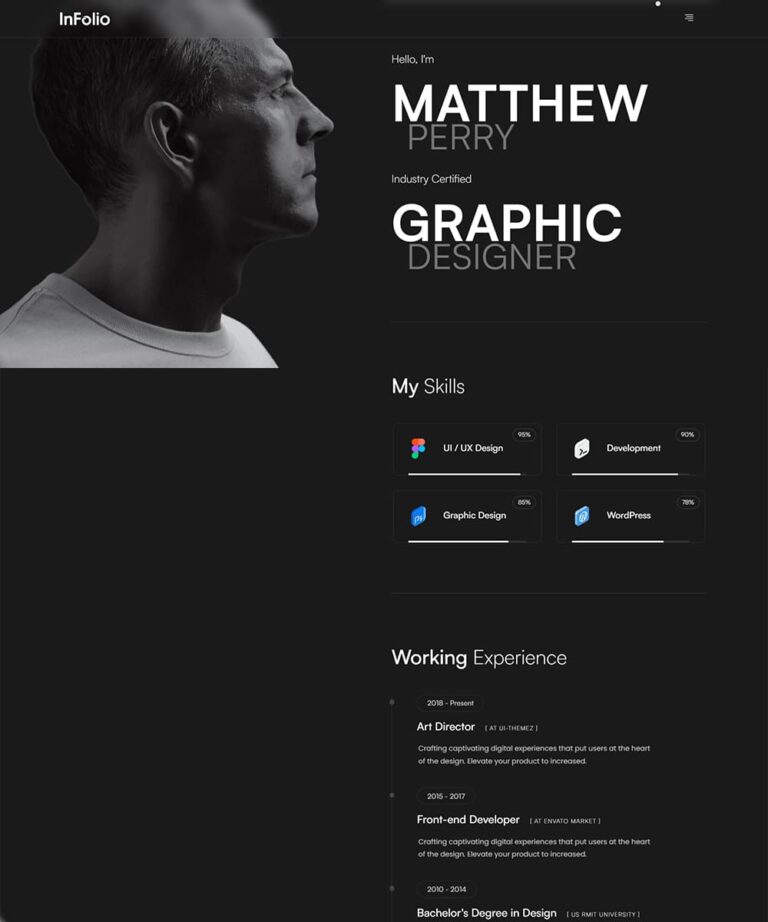 InFolio
Hello, I'm
MATTHEW
PERRY
Industry Certified
GRAPHIC
DESIGNER
My Skills
95%
UI / UX Design
90%
Development
85%
Graphic Design
78%
WordPress
Working Experience
2018 - Present
Art Director [ AT UI-THEMEZ ]
Crafting captivating digital experiences that put users at the heart
of the design. Elevate your product to increased.
2015 - 2017
Front-end Developer [ AT ENVATO MARKET ]
Crafting captivating digital experiences that put users at the heart
of the design. Elevate your product to increased.
2010 - 2014
Bachelor's Degree in Design [ US RMIT UNIVERSITY ]